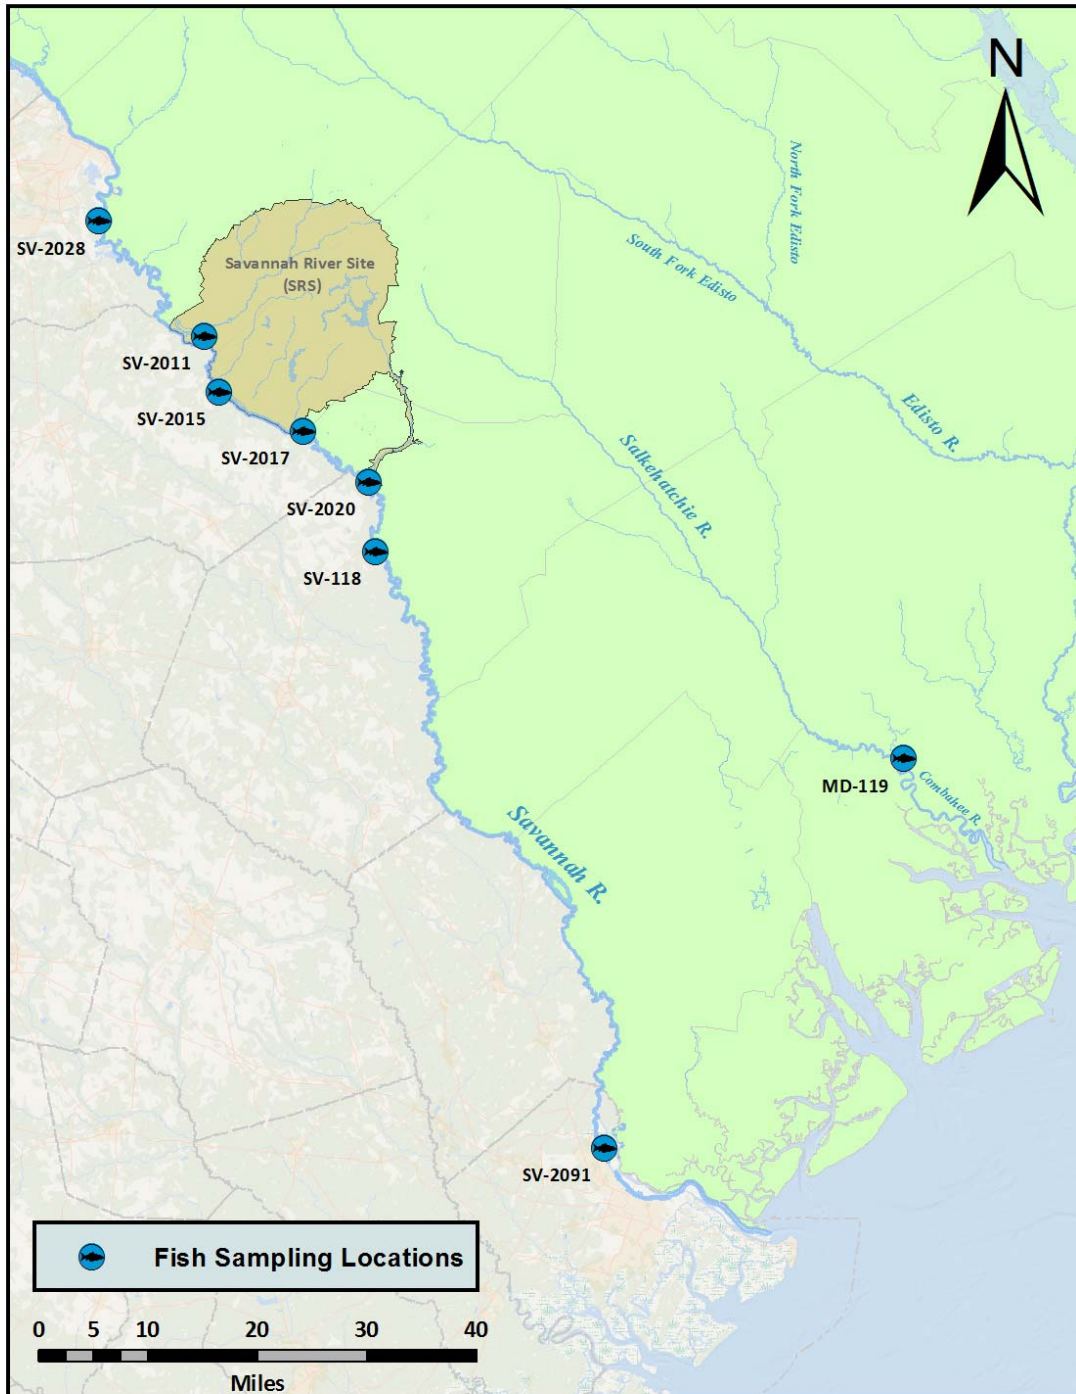 N
North Fork Edisto
SV-2028
South Fork Edisto
Savannah River Site
(SRS)
SV-2011
SV-2015
Edisto R.
SV-2017
Salkehatchie R.
SV-2020
SV-118
MD-119
Combahee R.
Savannah R.
SV-2091
Fish Sampling Locations
0 5 10 20 30 40
Miles